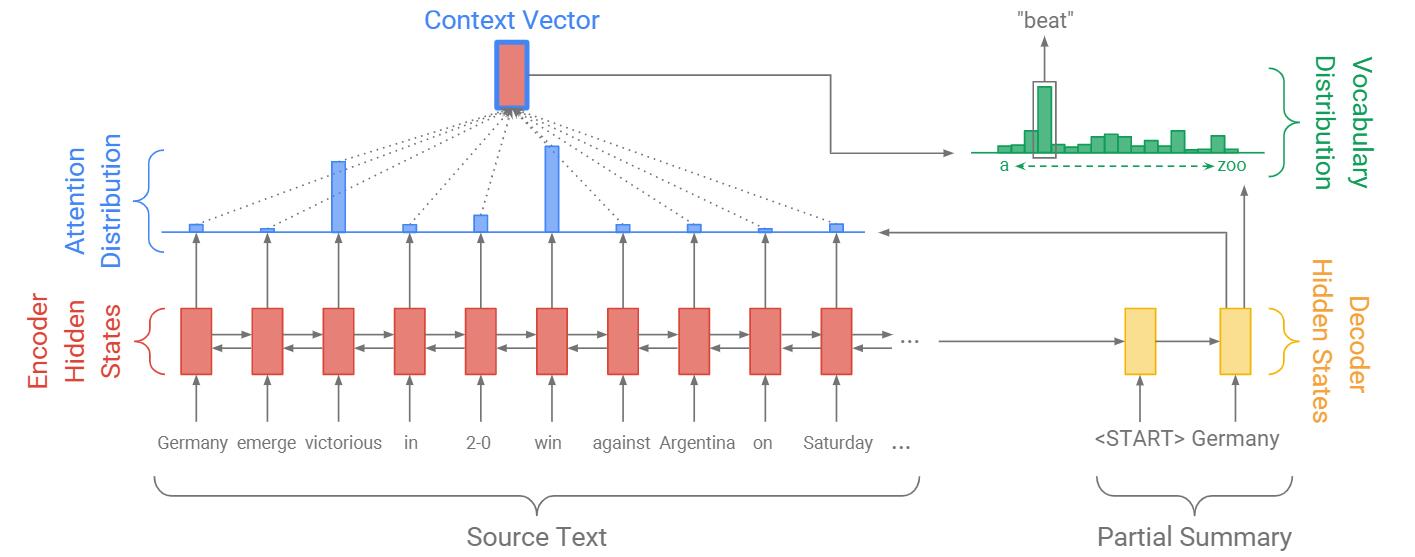 Context Vector
"beat"
Vocabulary
Distribution
a
zoo
Attention
Distribution
Encoder
Hidden
States
...
Decoder
Hidden States
Germany emerge victorious in 2-0 win against Argentina on Saturday ...
<START> Germany
Source Text
Partial Summary